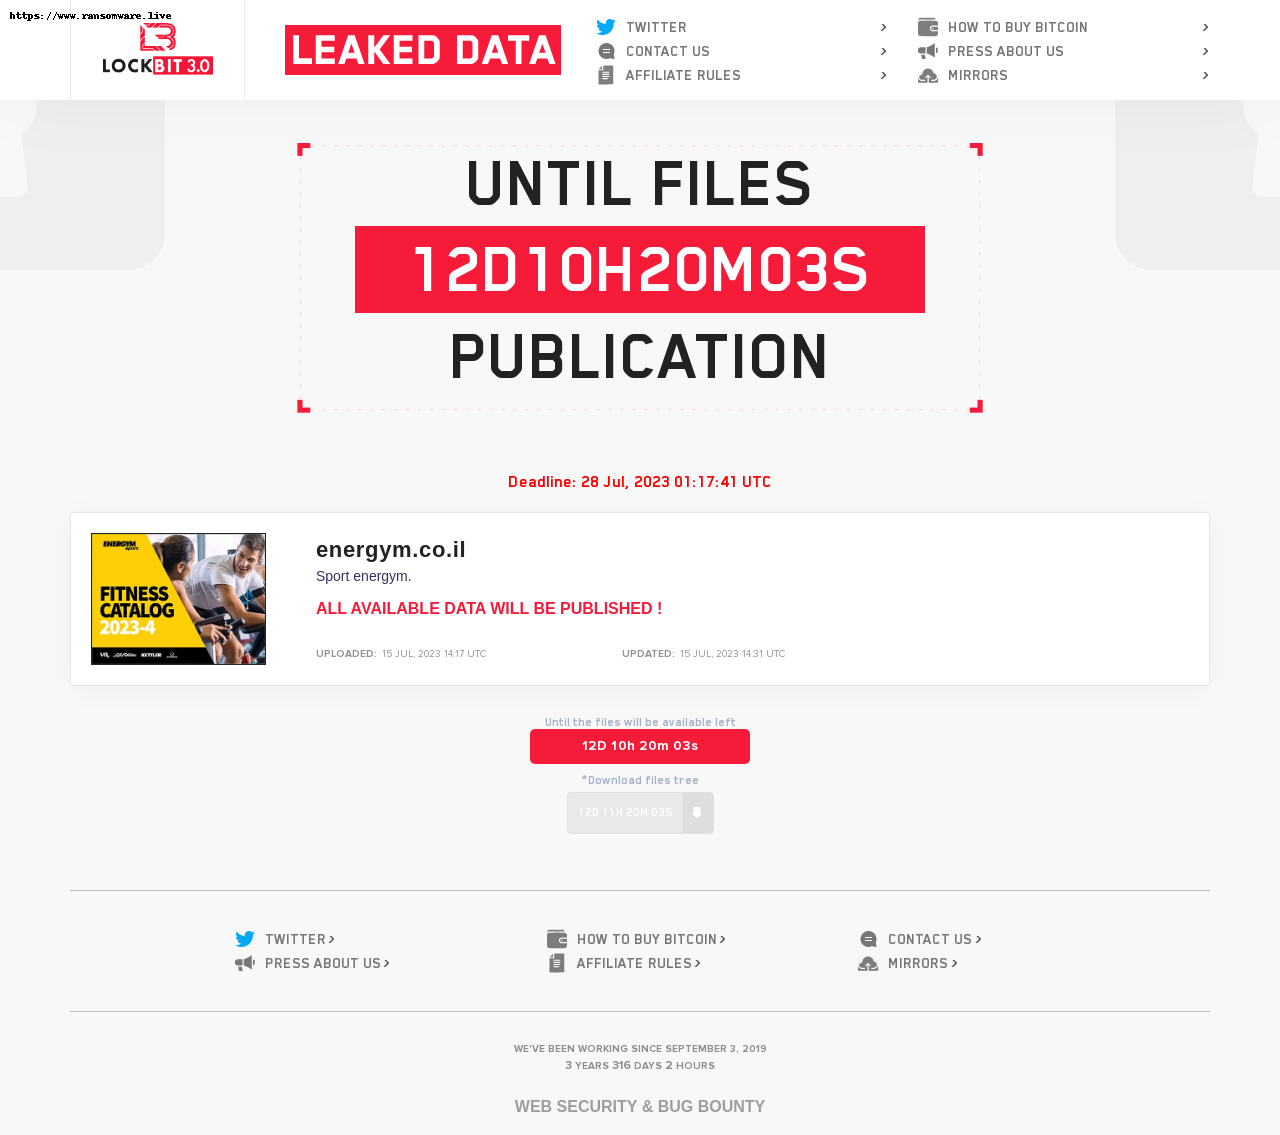 https://www.ransomware.live
LOCKBIT 3.0
LEAKED DATA
TWITTER
CONTACT US
AFFILIATE RULES
HOW TO BUY BITCOIN
PRESS ABOUT US
MIRRORS
UNTIL FILES
12D10H20M03S
PUBLICATION
Deadline: 28 Jul, 2023 01:17:41 UTC
ENERGYM
sport
FITNESS
CATALOG
2023-4
KETTLER
energym.co.il
Sport energym.
ALL AVAILABLE DATA WILL BE PUBLISHED !
UPLOADED: 15 JUL, 2023 14:17 UTC
UPDATED: 15 JUL, 2023 14:31 UTC
Until the files will be available left
12D 10h 20m 03s
*Download files tree
12D 11H 20M 03S
TWITTER
HOW TO BUY BITCOIN
CONTACT US
PRESS ABOUT US
AFFILIATE RULES
MIRRORS
WE'VE BEEN WORKING SINCE SEPTEMBER 3, 2019
3 YEARS 316 DAYS 2 HOURS
WEB SECURITY & BUG BOUNTY